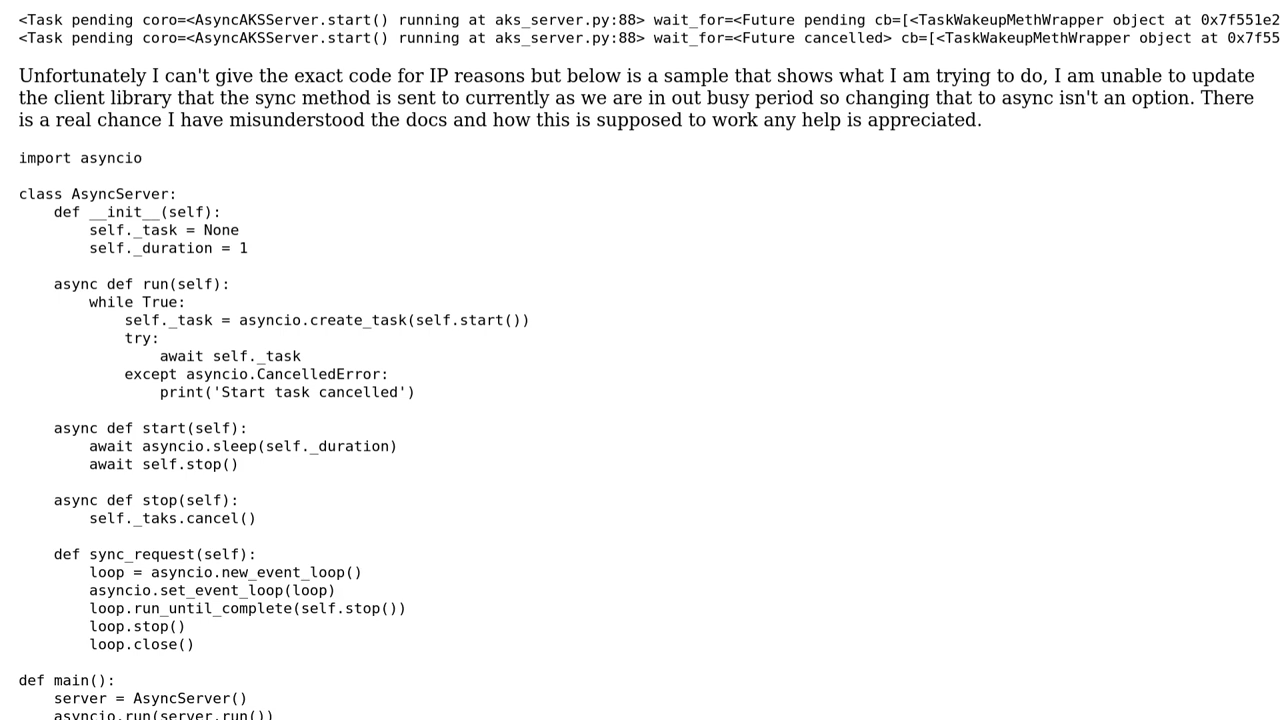 <Task pending coro=<AsyncAKSServer.start() running at aks_server.py:88> wait_for=<Future pending cb=[<TaskWakeupMethWrapper object at 0x7f551e2
<Task pending coro=<AsyncAKSServer.start() running at aks_server.py:88> wait_for=<Future cancelled> cb=[<TaskWakeupMethWrapper object at 0x7f55
Unfortunately I can't give the exact code for IP reasons but below is a sample that shows what I am trying to do, I am unable to update
the client library that the sync method is sent to currently as we are in out busy period so changing that to async isn't an option. There
is a real chance I have misunderstood the docs and how this is supposed to work any help is appreciated.
import asyncio
class AsyncServer:
    def __init__(self):
        self._task = None
        self._duration = 1
    async def run(self):
        while True:
            self._task = asyncio.create_task(self.start())
            try:
                await self._task
            except asyncio.CancelledError:
                print('Start task cancelled')
    async def start(self):
        await asyncio.sleep(self._duration)
        await self.stop()
    async def stop(self):
        self._taks.cancel()
    def sync_request(self):
        loop = asyncio.new_event_loop()
        asyncio.set_event_loop(loop)
        loop.run_until_complete(self.stop())
        loop.stop()
        loop.close()
def main():
    server = AsyncServer()
    asyncio.run(server.run())